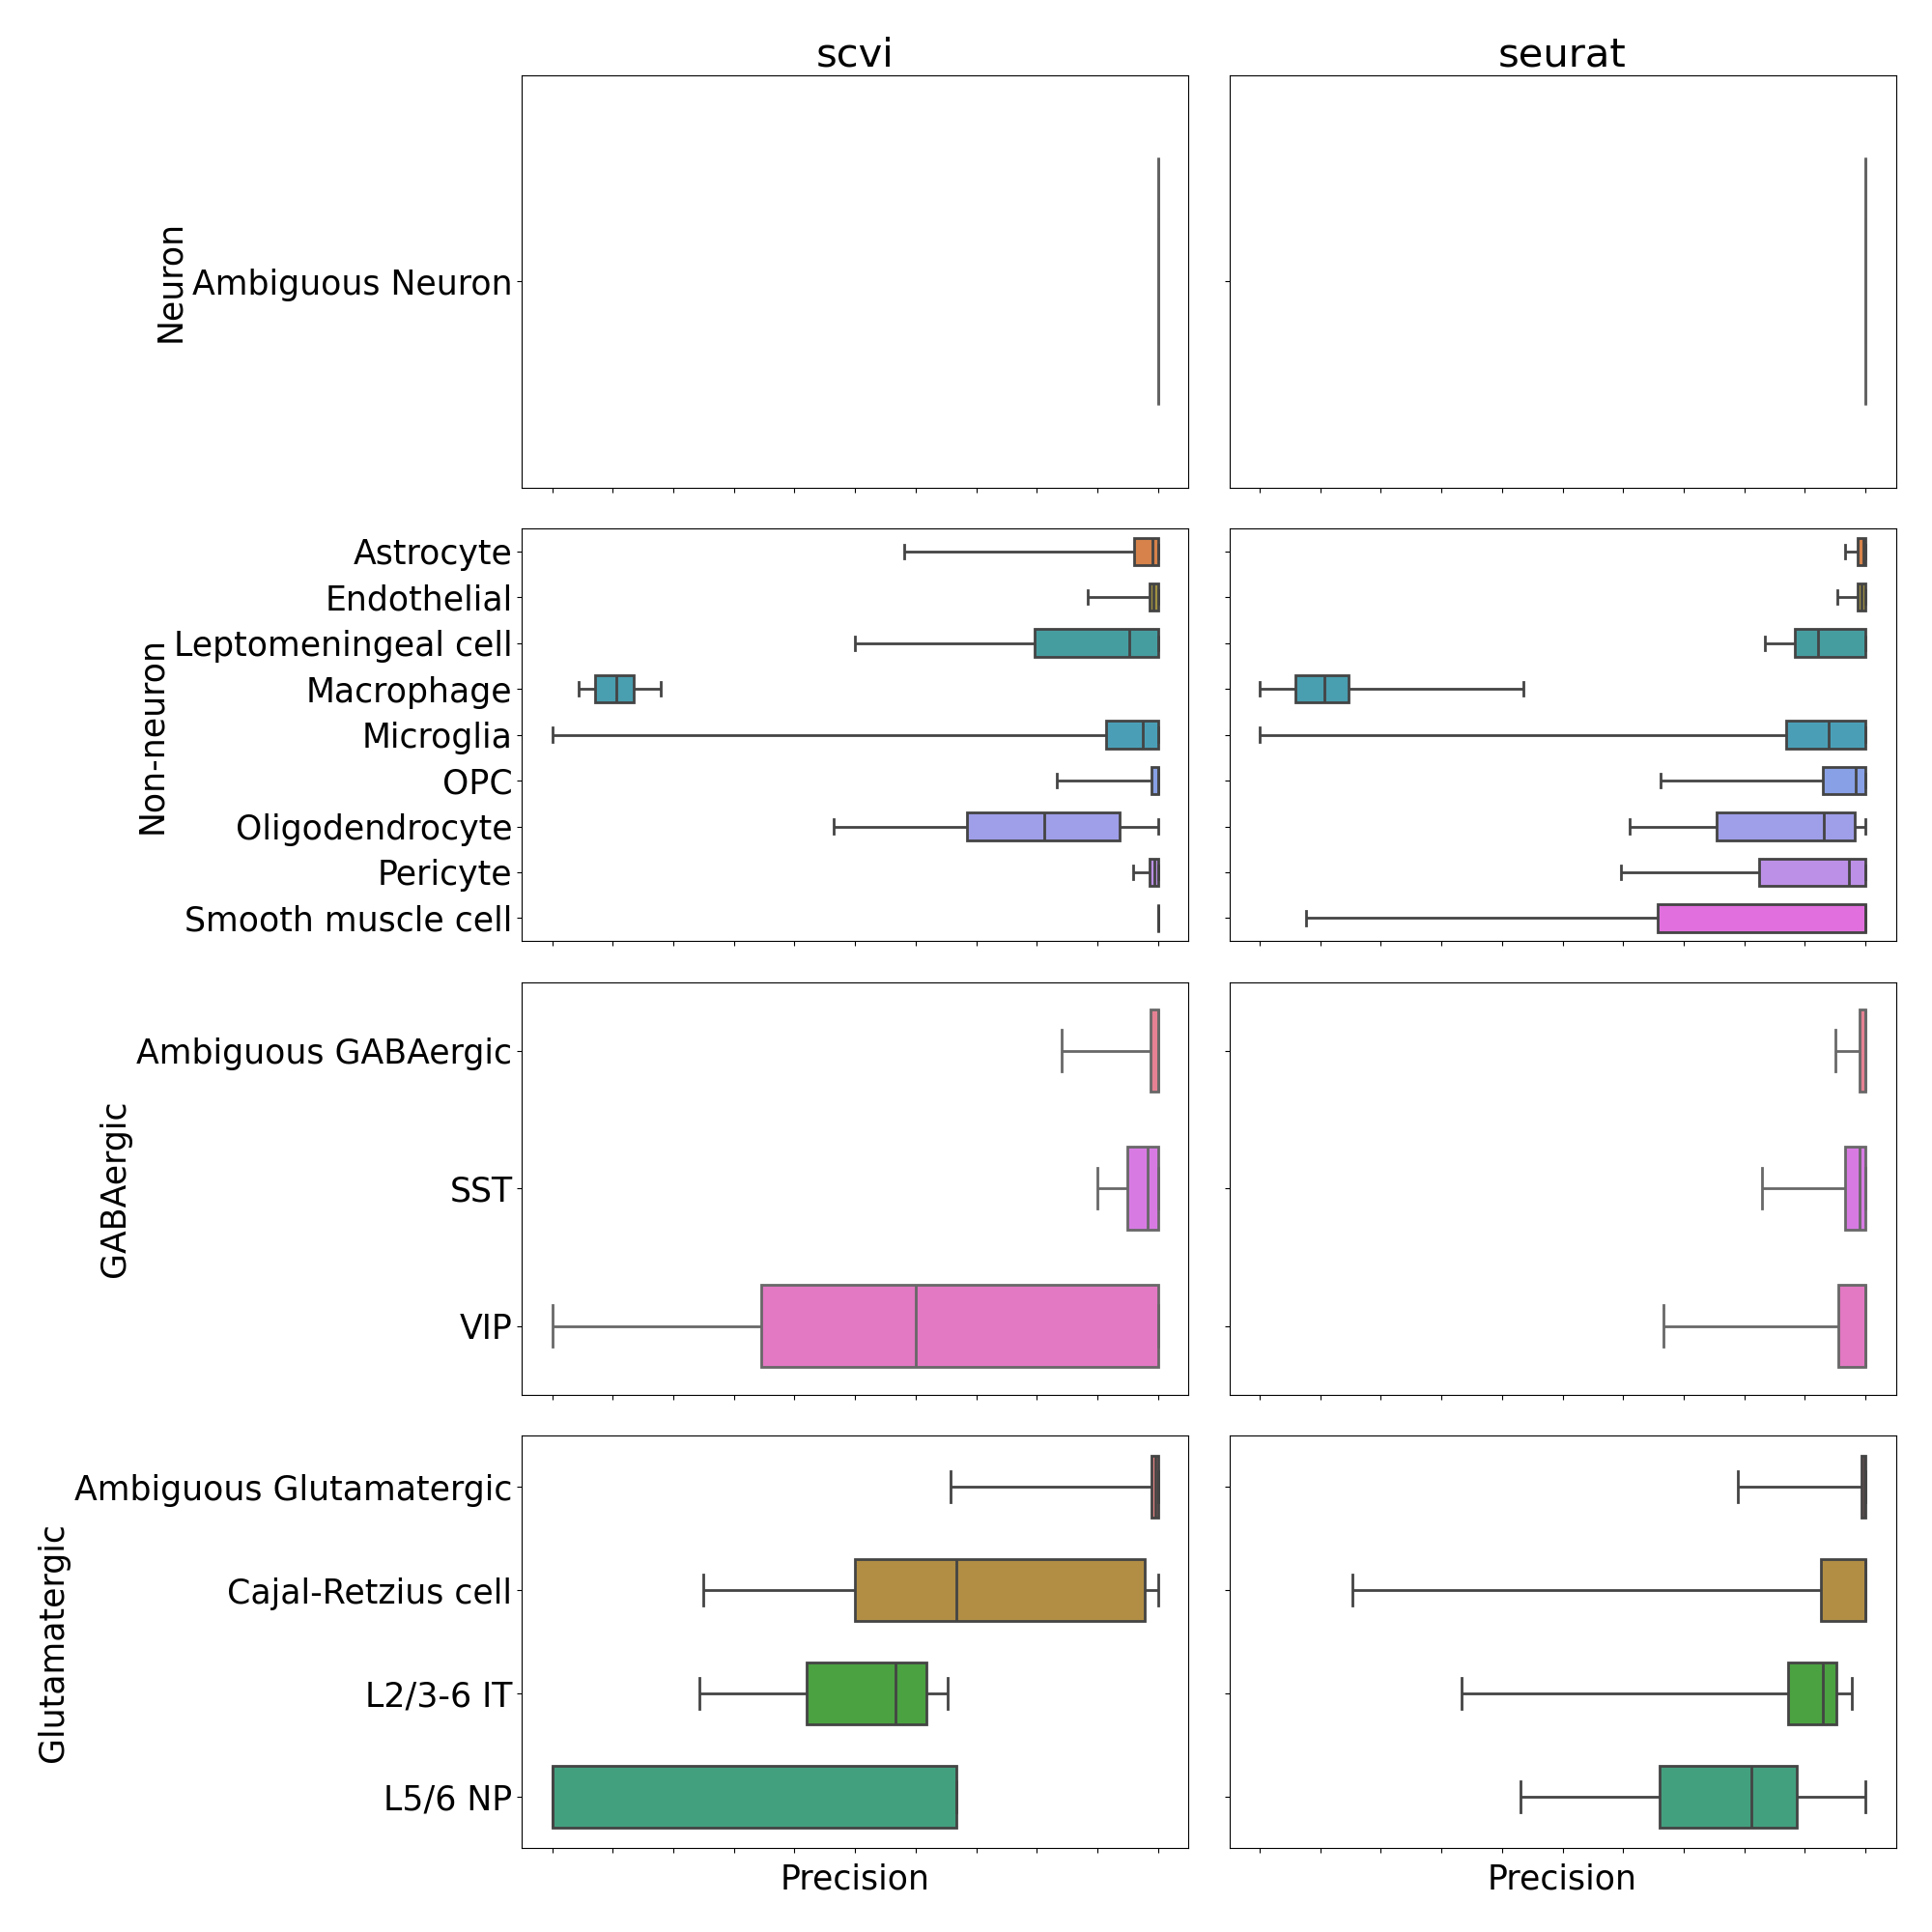 scvi
seurat
Neuron
Ambiguous Neuron
Non-neuron
Astrocyte
Endothelial
Leptomeningeal cell
Macrophage
Microglia
OPC
Oligodendrocyte
Pericyte
Smooth muscle cell
GABAergic
Ambiguous GABAergic
SST
VIP
Glutamatergic
Ambiguous Glutamatergic
Cajal-Retzius cell
L2/3-6 IT
L5/6 NP
Precision
Precision